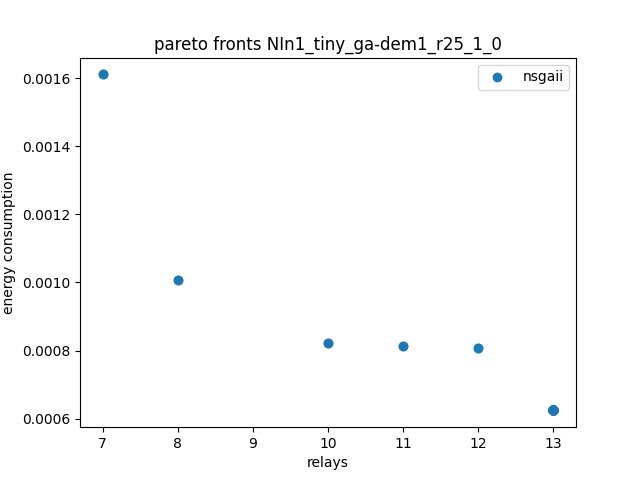 pareto fronts NIn1_tiny_ga-dem1_r25_1_0
nsgaii
0.0016
0.0014
0.0012
0.0010
0.0008
0.0006
energy consumption
7 8 9 10 11 12 13
relays